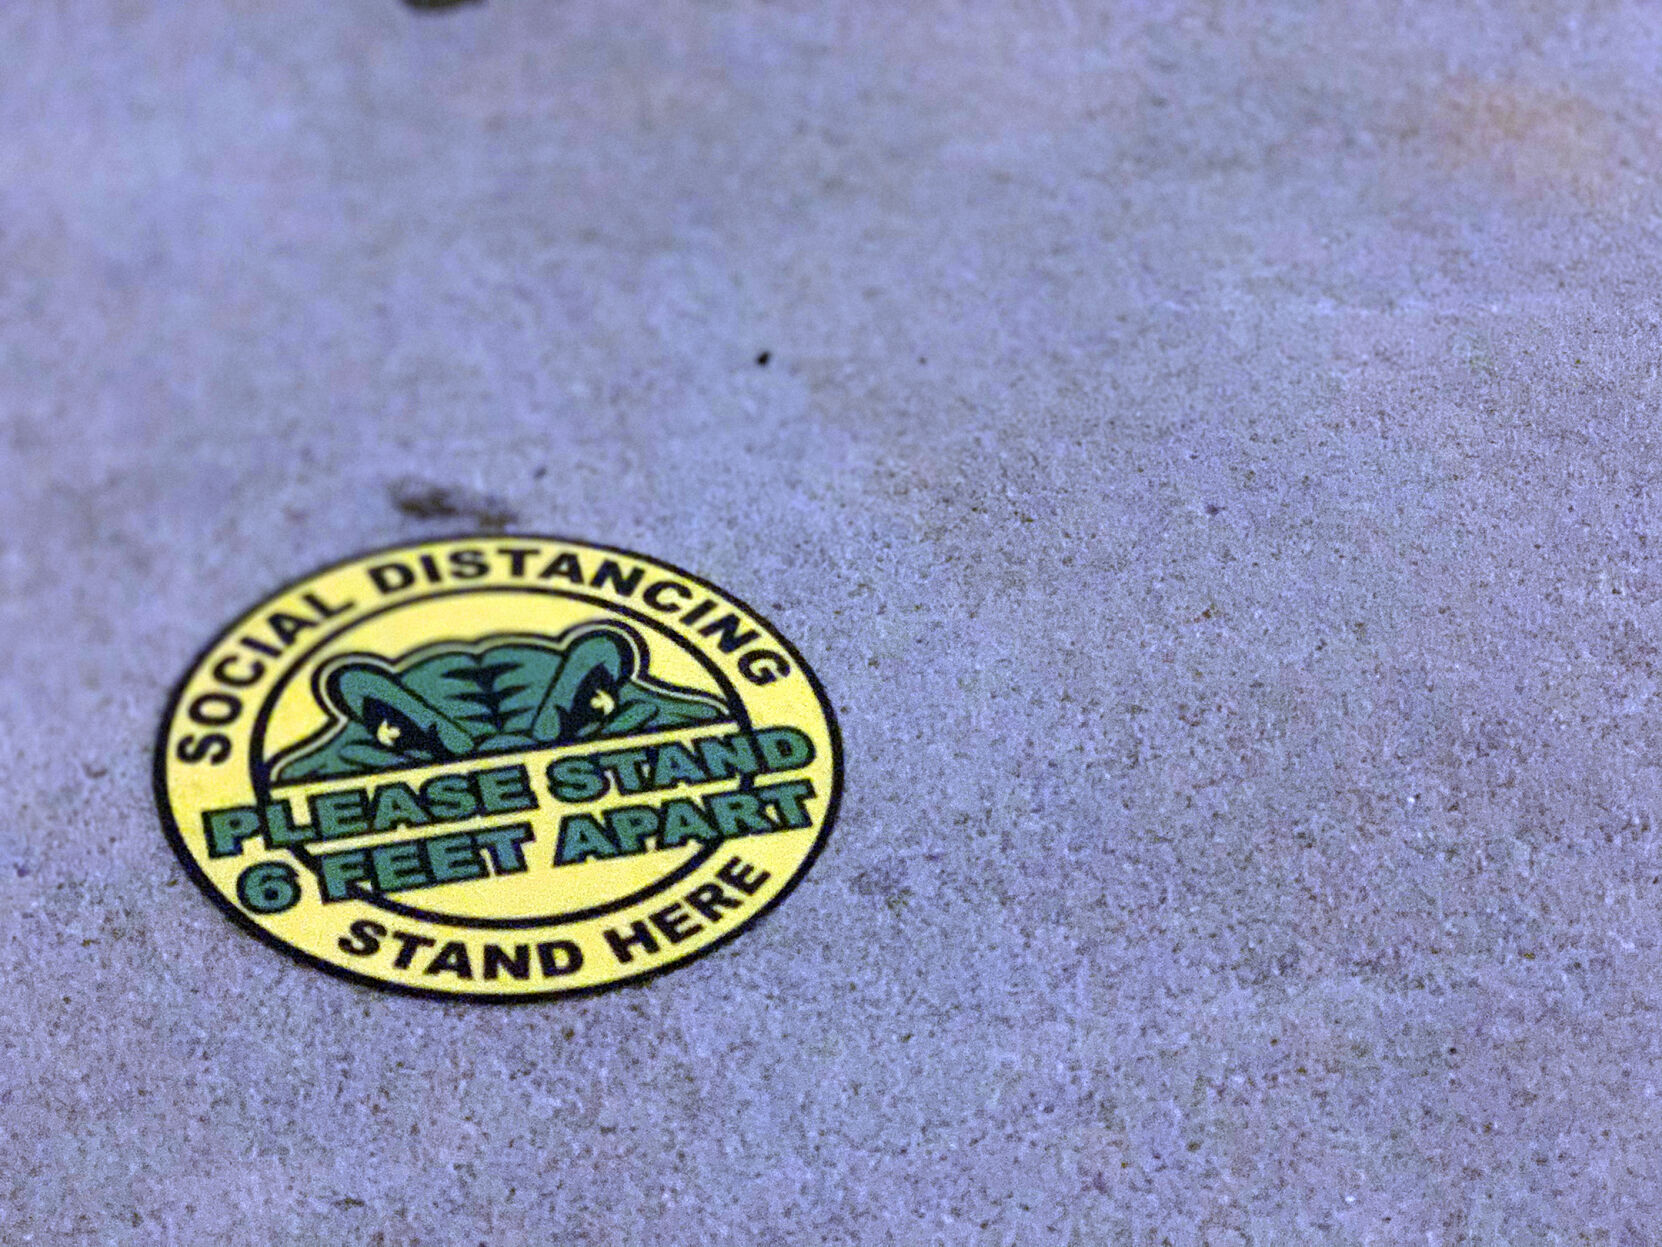 SOCIAL DISTANCING
PLEASE STAND
6 FEET APART
STAND HERE